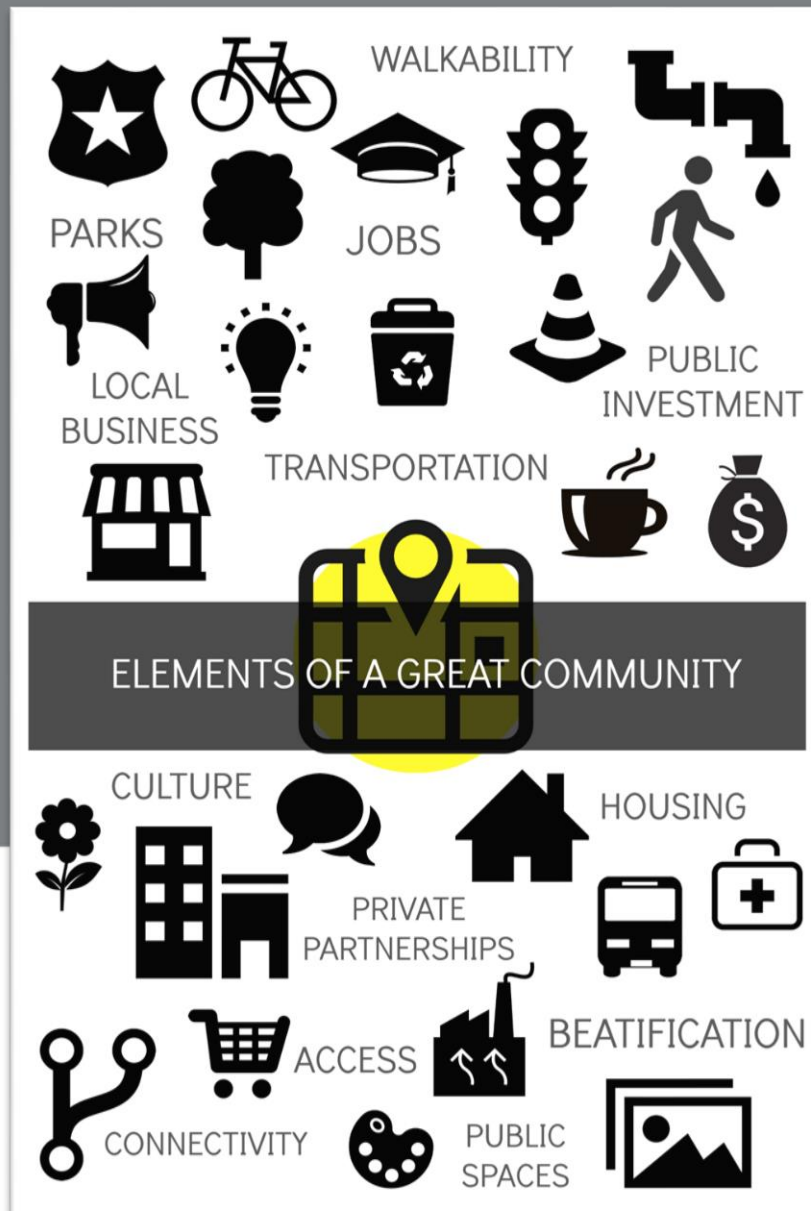 WALKABILITY
PARKS
JOBS
LOCAL
BUSINESS
PUBLIC
INVESTMENT
TRANSPORTATION
$
ELEMENTS OF A GREAT COMMUNITY
CULTURE
HOUSING
PRIVATE
PARTNERSHIPS
ACCESS
BEATIFICATION
CONNECTIVITY
PUBLIC
SPACES